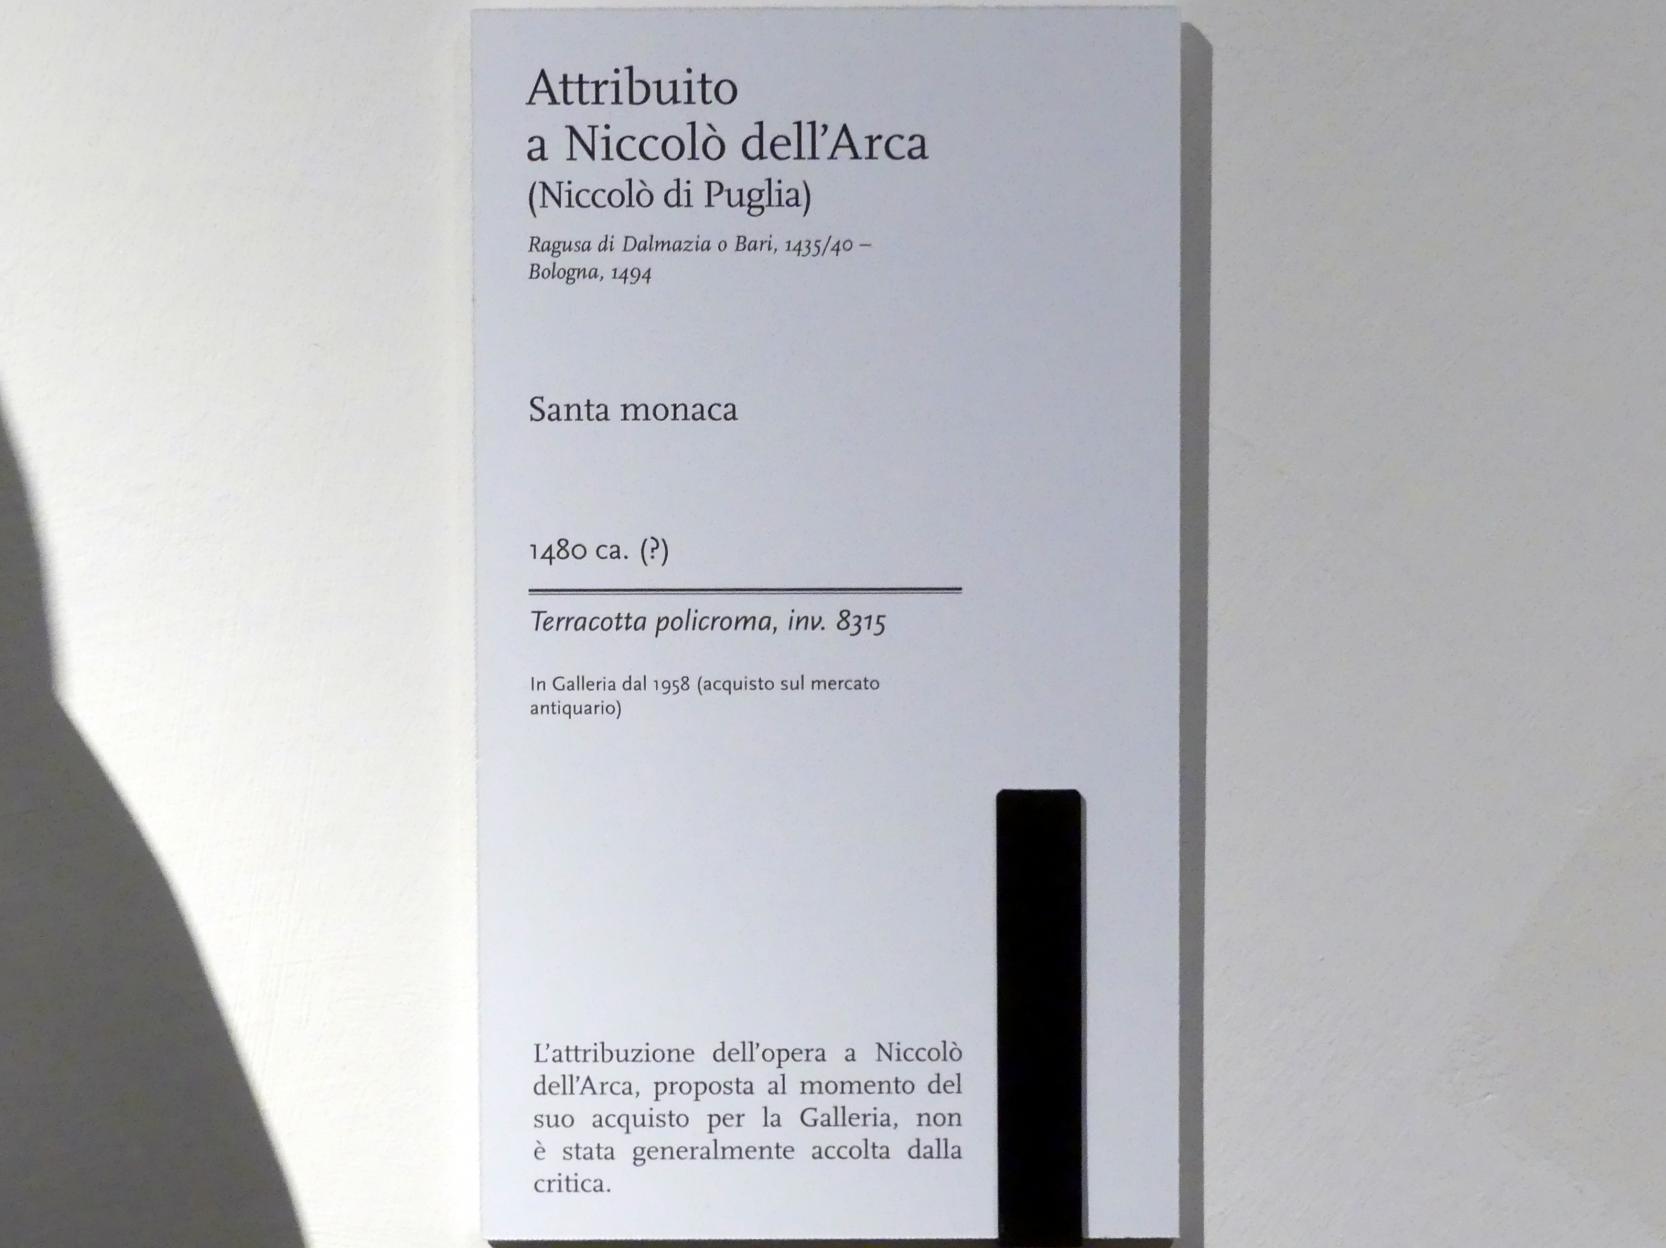 Attribuito
a Niccolò dell’Arca
(Niccolò di Puglia)
Ragusa di Dalmazia o Bari, 1435/40 –
Bologna, 1494
Santa monaca
1480 ca. (?)
Terracotta policroma, inv. 8315
In Galleria dal 1958 (acquisto sul mercato
antiquario)
L’attribuzione dell’opera a Niccolò
dell’Arca, proposta al momento del
suo acquisto per la Galleria, non
è stata generalmente accolta dalla
critica.